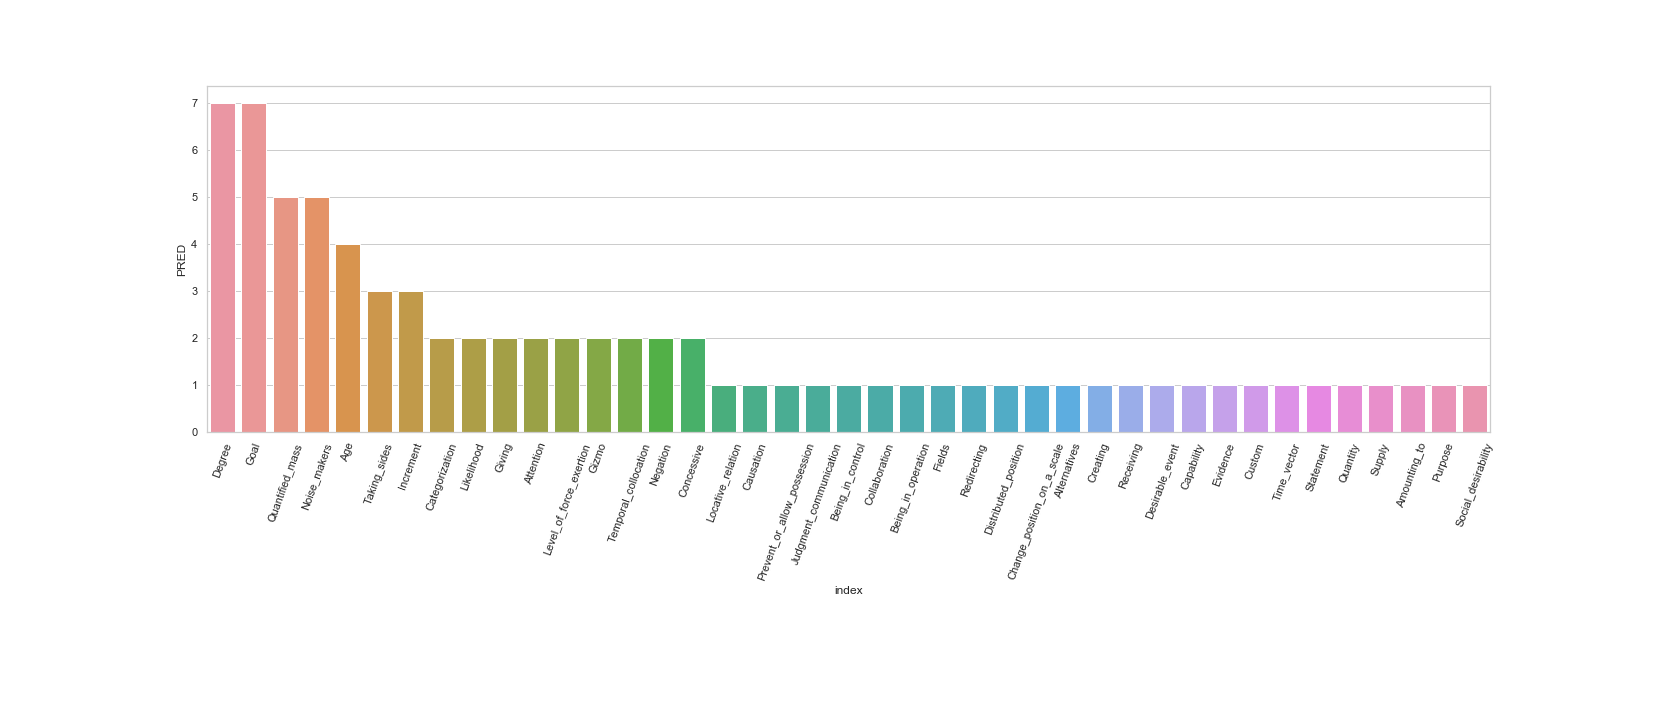 7
6
5
4
3
2
1
0
PRED
Degree
Goal
Quantified_mass
Noise_makers
Age
Taking_sides
Increment
Categorization
Likelihood
Giving
Attention
Level_of_force_exertion
Gizmo
Temporal_collocation
Negation
Concessive
Locative_relation
Causation
Prevent_or_allow_possession
Judgment_communication
Being_in_control
Collaboration
Being_in_operation
Fields
Redirecting
Distributed_position
Change_position_on_a_scale
Alternatives
Creating
Receiving
Desirable_event
Capability
Evidence
Custom
Time_vector
Statement
Quantity
Supply
Amounting_to
Purpose
Social_desirability
index